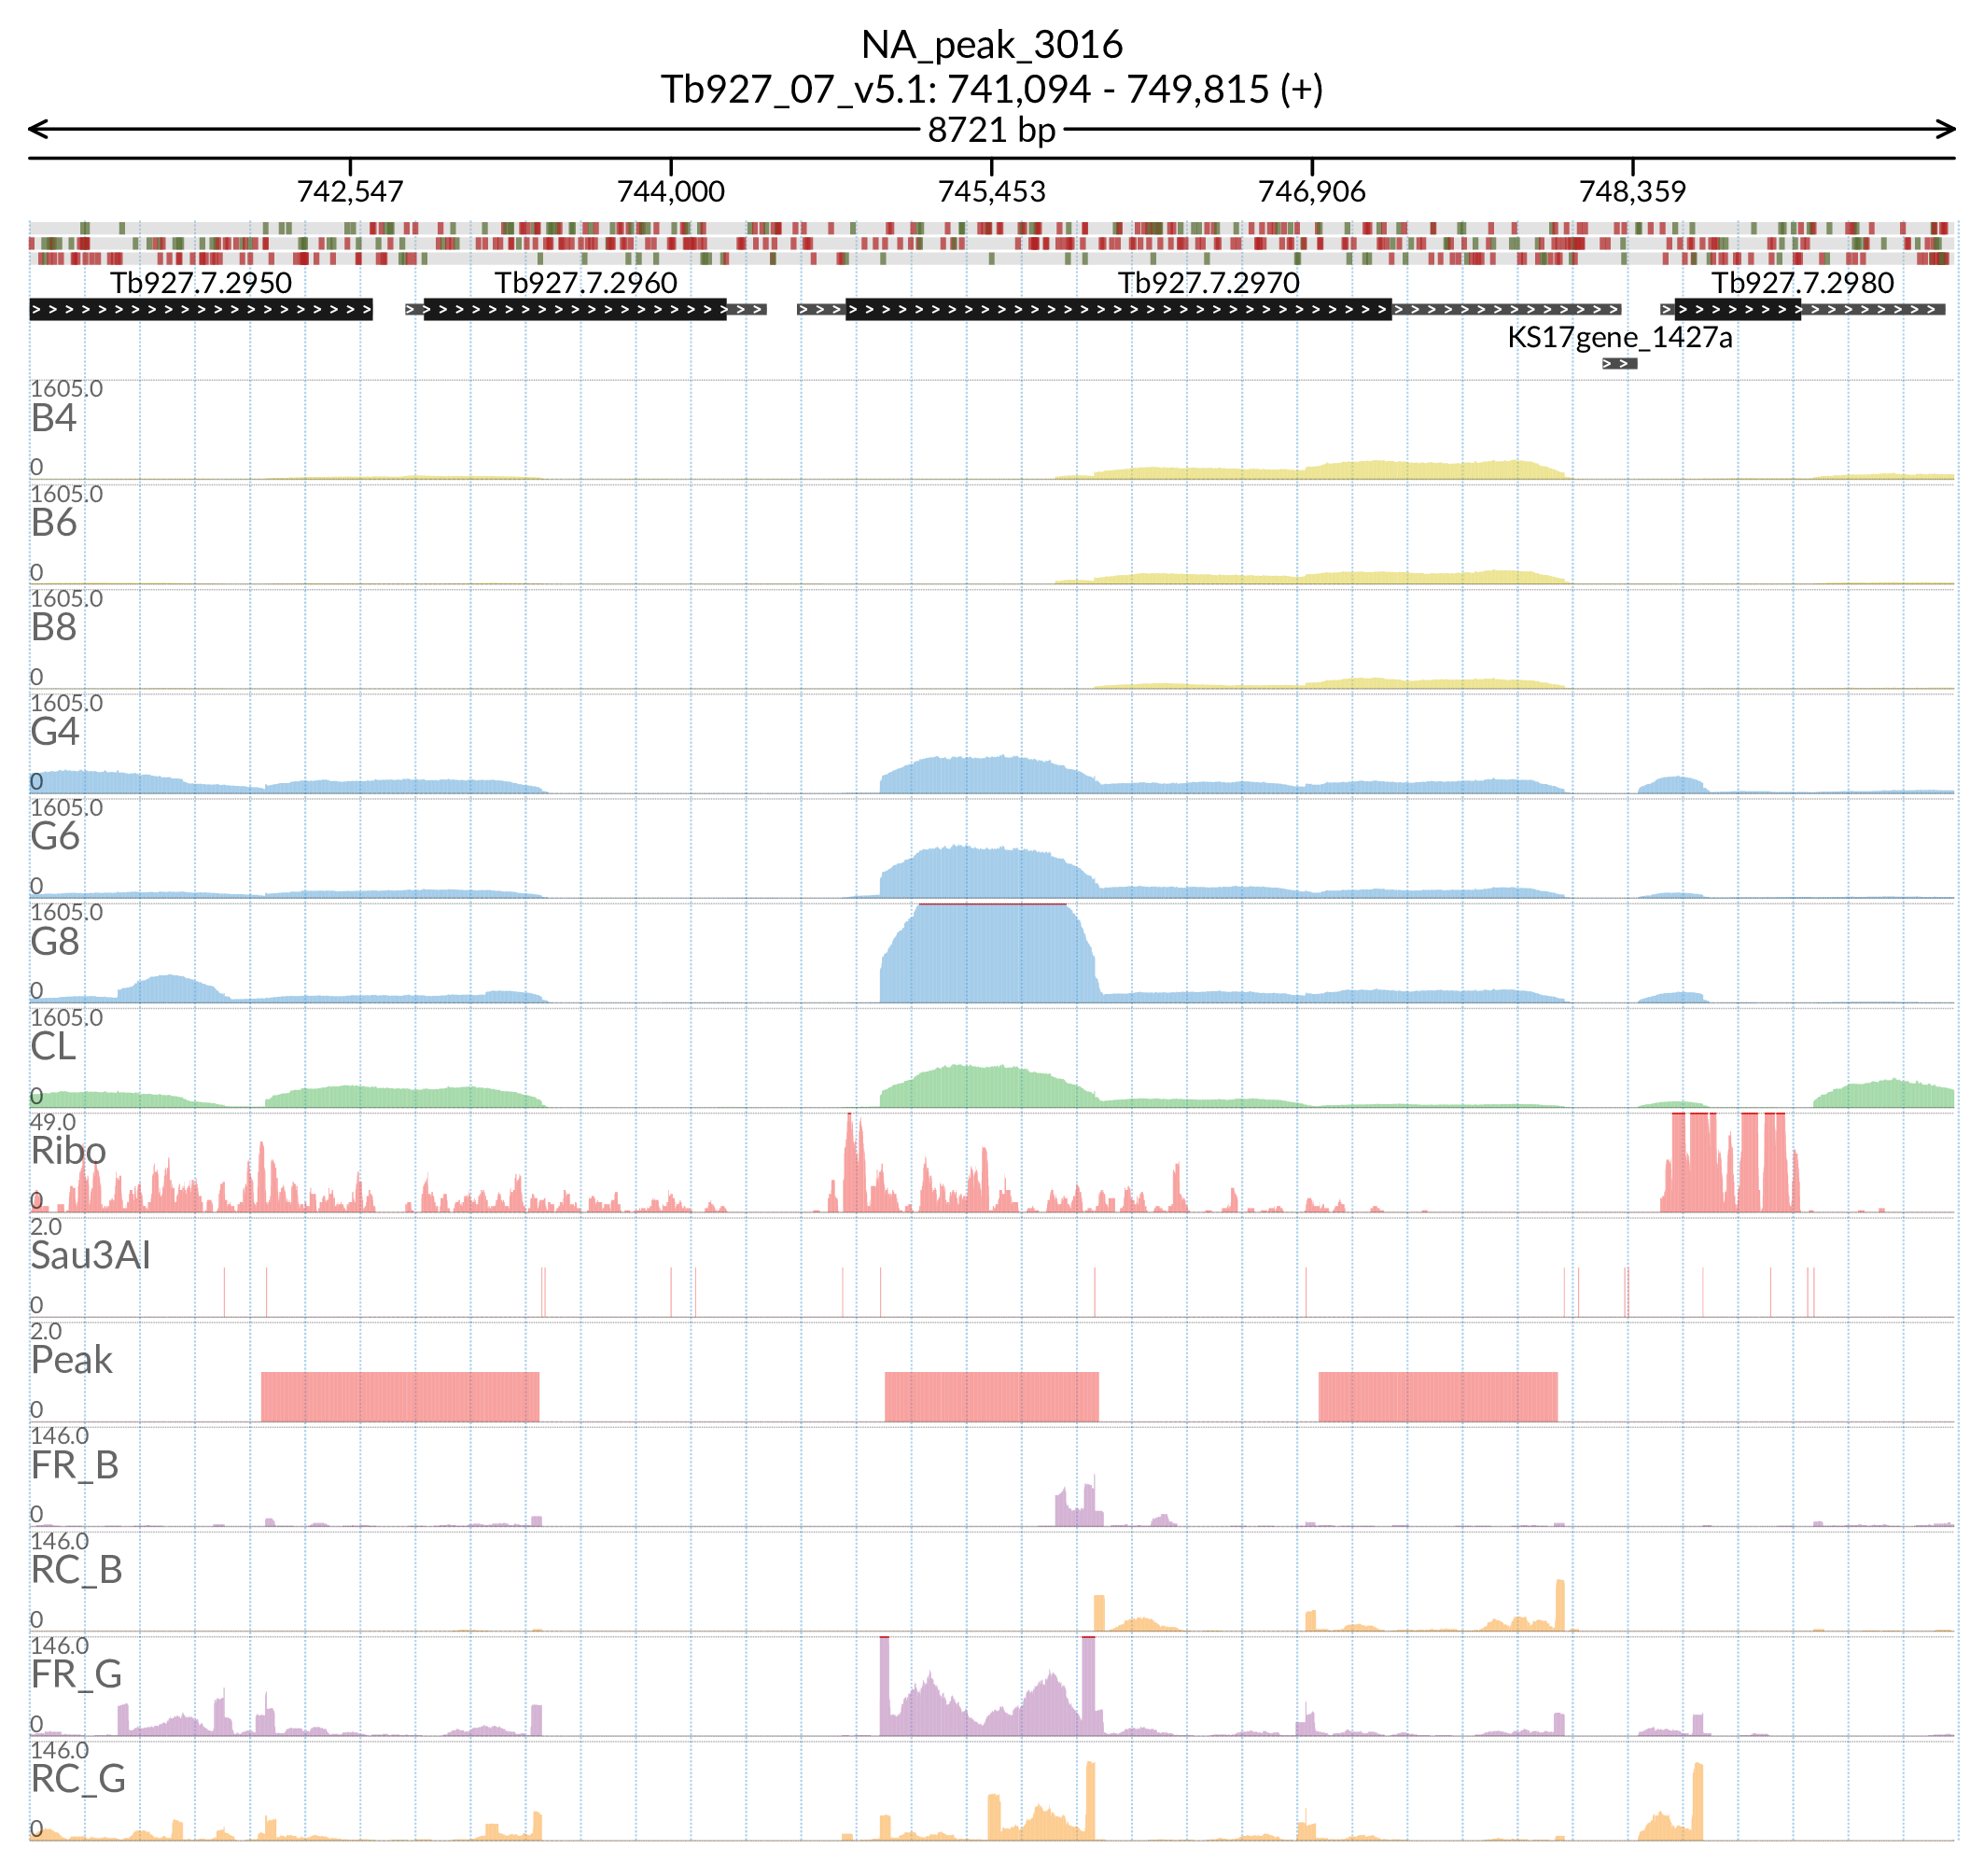 NA_peak_3016
Tb927_07_v5.1: 741,094 - 749,815 (+)
8721 bp
742,547 744,000 745,453 746,906 748,359
Tb927.7.2950 Tb927.7.2960 Tb927.7.2970 Tb927.7.2980
KS17gene_1427a
1605.0
B4
0
1605.0
B6
0
1605.0
B8
0
1605.0
G4
0
1605.0
G6
0
1605.0
G8
0
1605.0
CL
0
49.0
Ribo
0
2.0
Sau3AI
0
2.0
Peak
0
146.0
FR_B
0
146.0
RC_B
0
146.0
FR_G
0
146.0
RC_G
0